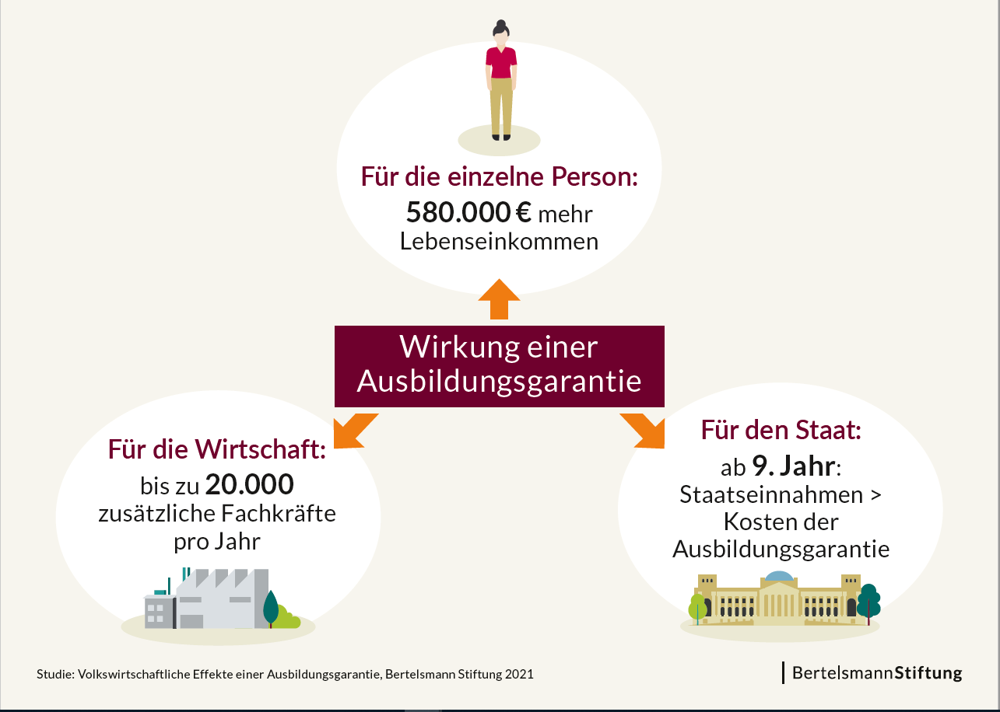 Für die einzelne Person:
580.000 € mehr
Lebenseinkommen
Wirkung einer
Ausbildungsgarantie
Für die Wirtschaft:
bis zu 20.000
zusätzliche Fachkräfte
pro Jahr
Für den Staat:
ab 9. Jahr:
Staatseinnahmen >
Kosten der
Ausbildungsgarantie
Studie: Volkswirtschaftliche Effekte einer Ausbildungsgarantie, Bertelsmann Stiftung 2021
BertelsmannStiftung